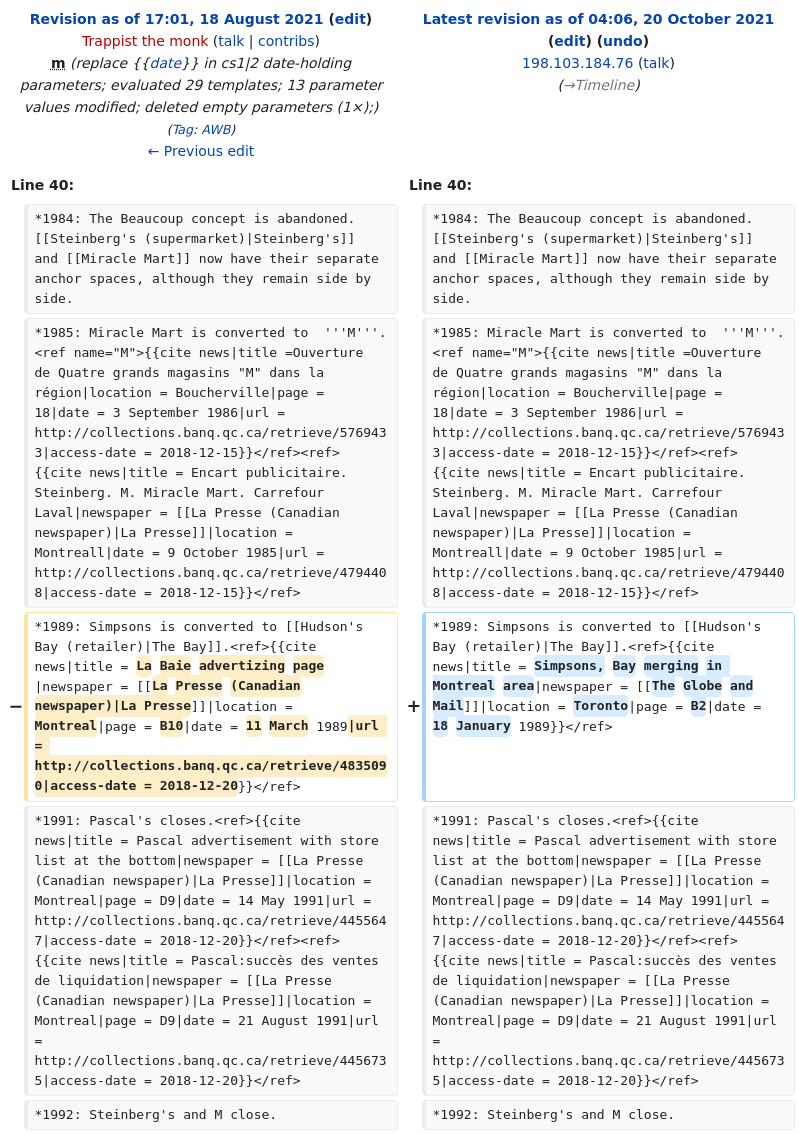 Revision as of 17:01, 18 August 2021 (edit)
Trappist the monk (talk | contribs)
m (replace {{date}} in cs1|2 date-holding
parameters; evaluated 29 templates; 13 parameter
values modified; deleted empty parameters (1×);)
(Tag: AWB)
← Previous edit
Latest revision as of 04:06, 20 October 2021
(edit) (undo)
198.103.184.76 (talk)
(→Timeline)
Line 40:
*1984: The Beaucoup concept is abandoned.
[[Steinberg's (supermarket)|Steinberg's]]
and [[Miracle Mart]] now have their separate
anchor spaces, although they remain side by
side.
*1985: Miracle Mart is converted to  '''M'''.
<ref name="M">{{cite news|title =Ouverture
de Quatre grands magasins "M" dans la
région|location = Boucherville|page =
18|date = 3 September 1986|url =
http://collections.banq.qc.ca/retrieve/576943
3|access-date = 2018-12-15}}</ref><ref>
{{cite news|title = Encart publicitaire.
Steinberg. M. Miracle Mart. Carrefour
Laval|newspaper = [[La Presse (Canadian
newspaper)|La Presse]]|location =
Montreall|date = 9 October 1985|url =
http://collections.banq.qc.ca/retrieve/479440
8|access-date = 2018-12-15}}</ref>
−
*1989: Simpsons is converted to [[Hudson's
Bay (retailer)|The Bay]].<ref>{{cite
news|title = La Baie advertizing page
|newspaper = [[La Presse (Canadian
newspaper)|La Presse]]|location =
Montreal|page = B10|date = 11 March 1989|url
=
http://collections.banq.qc.ca/retrieve/483509
0|access-date = 2018-12-20}}</ref>
*1991: Pascal's closes.<ref>{{cite
news|title = Pascal advertisement with store
list at the bottom|newspaper = [[La Presse
(Canadian newspaper)|La Presse]]|location =
Montreal|page = D9|date = 14 May 1991|url =
http://collections.banq.qc.ca/retrieve/445564
7|access-date = 2018-12-20}}</ref><ref>
{{cite news|title = Pascal:succès des ventes
de liquidation|newspaper = [[La Presse
(Canadian newspaper)|La Presse]]|location =
Montreal|page = D9|date = 21 August 1991|url
=
http://collections.banq.qc.ca/retrieve/445673
5|access-date = 2018-12-20}}</ref>
*1992: Steinberg's and M close.
Line 40:
*1984: The Beaucoup concept is abandoned.
[[Steinberg's (supermarket)|Steinberg's]]
and [[Miracle Mart]] now have their separate
anchor spaces, although they remain side by
side.
*1985: Miracle Mart is converted to  '''M'''.
<ref name="M">{{cite news|title =Ouverture
de Quatre grands magasins "M" dans la
région|location = Boucherville|page =
18|date = 3 September 1986|url =
http://collections.banq.qc.ca/retrieve/576943
3|access-date = 2018-12-15}}</ref><ref>
{{cite news|title = Encart publicitaire.
Steinberg. M. Miracle Mart. Carrefour
Laval|newspaper = [[La Presse (Canadian
newspaper)|La Presse]]|location =
Montreall|date = 9 October 1985|url =
http://collections.banq.qc.ca/retrieve/479440
8|access-date = 2018-12-15}}</ref>
+
*1989: Simpsons is converted to [[Hudson's
Bay (retailer)|The Bay]].<ref>{{cite
news|title = Simpsons, Bay merging in
Montreal area|newspaper = [[The Globe and
Mail]]|location = Toronto|page = B2|date =
18 January 1989}}</ref>
*1991: Pascal's closes.<ref>{{cite
news|title = Pascal advertisement with store
list at the bottom|newspaper = [[La Presse
(Canadian newspaper)|La Presse]]|location =
Montreal|page = D9|date = 14 May 1991|url =
http://collections.banq.qc.ca/retrieve/445564
7|access-date = 2018-12-20}}</ref><ref>
{{cite news|title = Pascal:succès des ventes
de liquidation|newspaper = [[La Presse
(Canadian newspaper)|La Presse]]|location =
Montreal|page = D9|date = 21 August 1991|url
=
http://collections.banq.qc.ca/retrieve/445673
5|access-date = 2018-12-20}}</ref>
*1992: Steinberg's and M close.